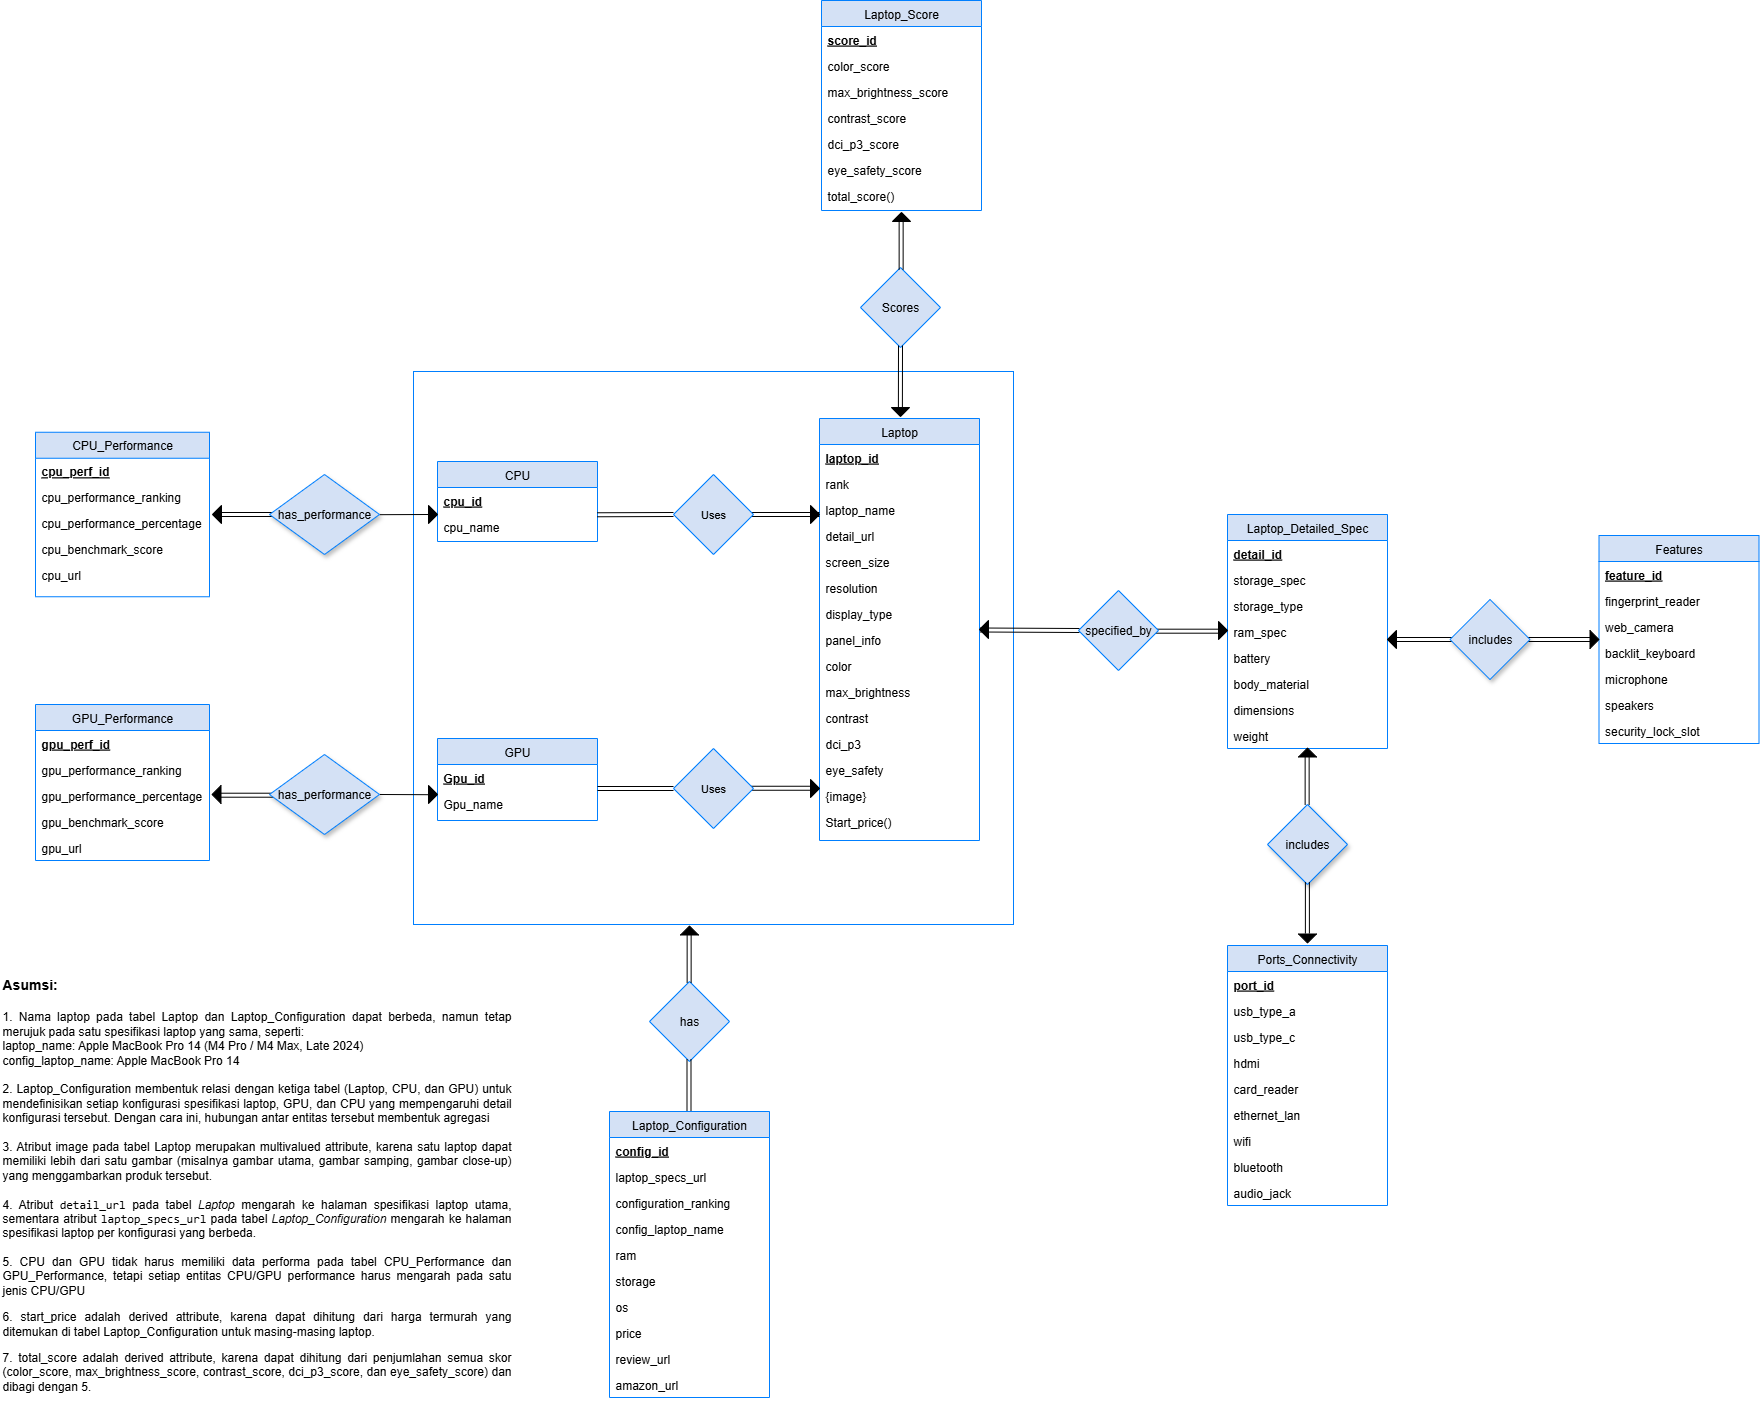 Laptop_Score
score_id
color_score
max_brightness_score
contrast_score
dci_p3_score
eye_safety_score
total_score()
Scores
CPU_Performance
cpu_perf_id
cpu_performance_ranking
cpu_performance_percentage
cpu_benchmark_score
cpu_url
has_performance
CPU
cpu_id
cpu_name
Uses
Laptop
laptop_id
rank
laptop_name
detail_url
screen_size
resolution
display_type
panel_info
color
max_brightness
contrast
dci_p3
eye_safety
{image}
Start_price()
specified_by
Laptop_Detailed_Spec
detail_id
storage_spec
storage_type
ram_spec
battery
body_material
dimensions
weight
includes
Features
feature_id
fingerprint_reader
web_camera
backlit_keyboard
microphone
speakers
security_lock_slot
GPU_Performance
gpu_perf_id
gpu_performance_ranking
gpu_performance_percentage
gpu_benchmark_score
gpu_url
has_performance
GPU
Gpu_id
Gpu_name
Uses
includes
Ports_Connectivity
port_id
usb_type_a
usb_type_c
hdmi
card_reader
ethernet_lan
wifi
bluetooth
audio_jack
has
Laptop_Configuration
config_id
laptop_specs_url
configuration_ranking
config_laptop_name
ram
storage
os
price
review_url
amazon_url
Asumsi:
1. Nama laptop pada tabel Laptop dan Laptop_Configuration dapat berbeda, namun tetap
merujuk pada satu spesifikasi laptop yang sama, seperti:
laptop_name: Apple MacBook Pro 14 (M4 Pro / M4 Max, Late 2024)
config_laptop_name: Apple MacBook Pro 14
2. Laptop_Configuration membentuk relasi dengan ketiga tabel (Laptop, CPU, dan GPU) untuk
mendefinisikan setiap konfigurasi spesifikasi laptop, GPU, dan CPU yang mempengaruhi detail
konfigurasi tersebut. Dengan cara ini, hubungan antar entitas tersebut membentuk agregasi
3. Atribut image pada tabel Laptop merupakan multivalued attribute, karena satu laptop dapat
memiliki lebih dari satu gambar (misalnya gambar utama, gambar samping, gambar close-up)
yang menggambarkan produk tersebut.
4. Atribut detail_url pada tabel Laptop mengarah ke halaman spesifikasi laptop utama,
sementara atribut laptop_specs_url pada tabel Laptop_Configuration mengarah ke halaman
spesifikasi laptop per konfigurasi yang berbeda.
5. CPU dan GPU tidak harus memiliki data performa pada tabel CPU_Performance dan
GPU_Performance, tetapi setiap entitas CPU/GPU performance harus mengarah pada satu
jenis CPU/GPU
6. start_price adalah derived attribute, karena dapat dihitung dari harga termurah yang
ditemukan di tabel Laptop_Configuration untuk masing-masing laptop.
7. total_score adalah derived attribute, karena dapat dihitung dari penjumlahan semua skor
(color_score, max_brightness_score, contrast_score, dci_p3_score, dan eye_safety_score) dan
dibagi dengan 5.